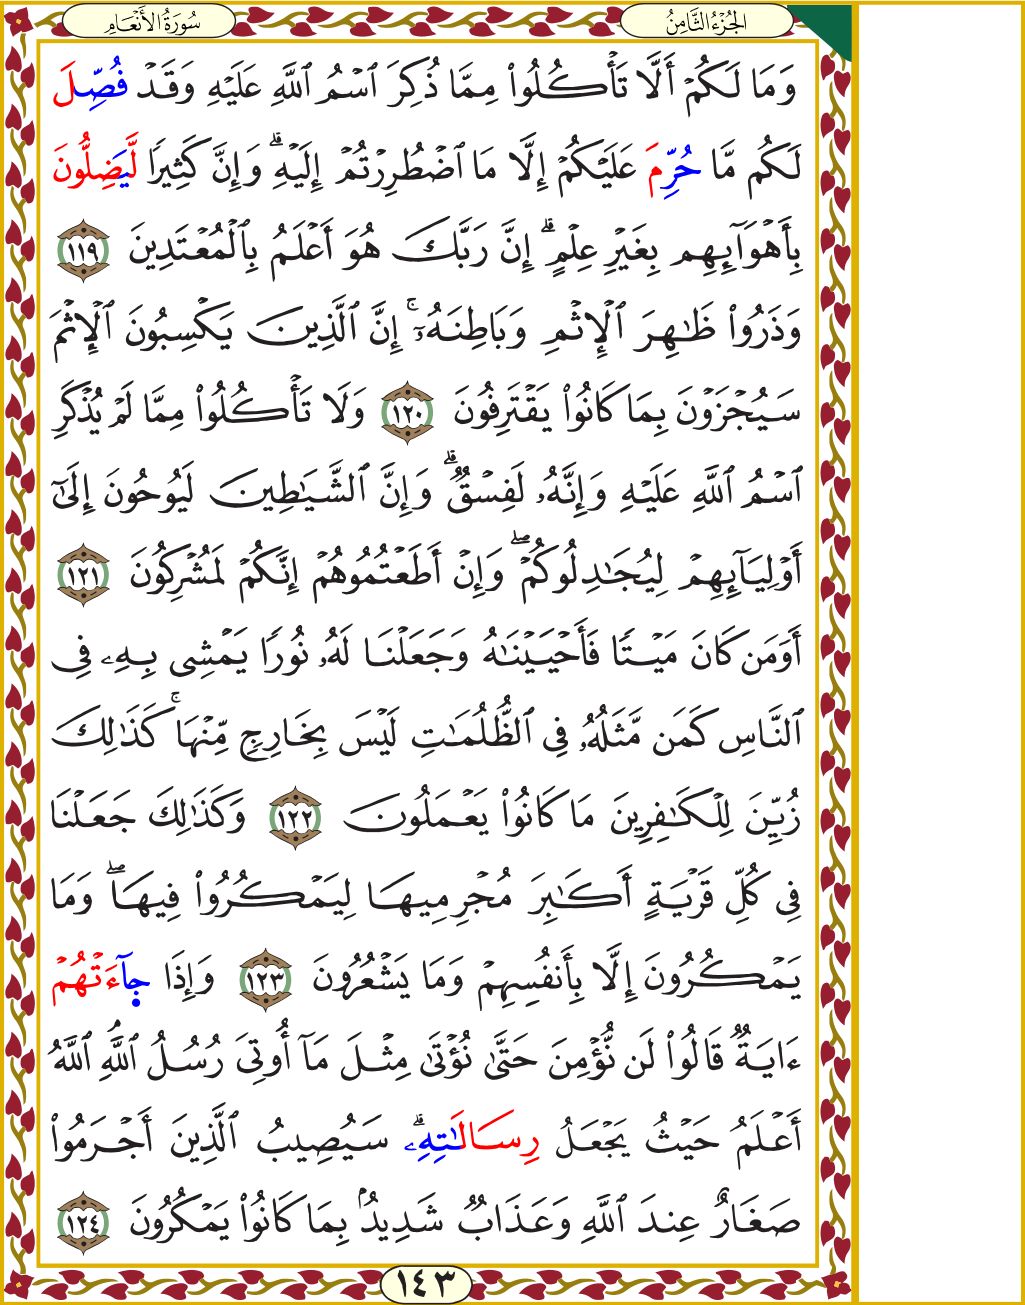 الجُزْءُ الثَّامِنُ
سُورَةُ الأَنْعَامِ
وَمَا لَكُمْ أَلَّا تَأْكُلُواْ مِمَّا ذُكِرَ ٱسْمُ ٱللَّهِ عَلَيْهِ وَقَدْ فُصِّلَ
لَكُم مَّا حُرِّمَ عَلَيْكُمْ إِلَّا مَا ٱضْطُرِرْتُمْ إِلَيْهِ ۗ وَإِنَّ كَثِيرًا لَّيَضِلُّونَ
بِأَهْوَآئِهِم بِغَيْرِ عِلْمٍ ۗ إِنَّ رَبَّكَ هُوَ أَعْلَمُ بِٱلْمُعْتَدِينَ ١١٩
وَذَرُواْ ظَٰهِرَ ٱلْإِثْمِ وَبَاطِنَهُۥٓ ۚ إِنَّ ٱلَّذِينَ يَكْسِبُونَ ٱلْإِثْمَ
سَيُجْزَوْنَ بِمَا كَانُواْ يَقْتَرِفُونَ ١٢٠ وَلَا تَأْكُلُواْ مِمَّا لَمْ يُذْكَرِ
ٱسْمُ ٱللَّهِ عَلَيْهِ وَإِنَّهُۥ لَفِسْقٌ ۗ وَإِنَّ ٱلشَّيَٰطِينَ لَيُوحُونَ إِلَىٰٓ
أَوْلِيَآئِهِمْ لِيُجَٰدِلُوكُمْ ۖ وَإِنْ أَطَعْتُمُوهُمْ إِنَّكُمْ لَمُشْرِكُونَ ١٢١
أَوَمَن كَانَ مَيْتًا فَأَحْيَيْنَٰهُ وَجَعَلْنَا لَهُۥ نُورًا يَمْشِى بِهِۦ فِى
ٱلنَّاسِ كَمَن مَّثَلُهُۥ فِى ٱلظُّلُمَٰتِ لَيْسَ بِخَارِجٍ مِّنْهَا ۚ كَذَٰلِكَ
زُيِّنَ لِلْكَٰفِرِينَ مَا كَانُواْ يَعْمَلُونَ ١٢٢ وَكَذَٰلِكَ جَعَلْنَا
فِى كُلِّ قَرْيَةٍ أَكَٰبِرَ مُجْرِمِيهَا لِيَمْكُرُواْ فِيهَا ۖ وَمَا
يَمْكُرُونَ إِلَّا بِأَنفُسِهِمْ وَمَا يَشْعُرُونَ ١٢٣ وَإِذَا جَآءَتْهُمْ
ءَايَةٌ قَالُواْ لَن نُّؤْمِنَ حَتَّىٰ نُؤْتَىٰ مِثْلَ مَآ أُوتِىَ رُسُلُ ٱللَّهِ ۘ ٱللَّهُ
أَعْلَمُ حَيْثُ يَجْعَلُ رِسَالَٰتِهِۦ ۗ سَيُصِيبُ ٱلَّذِينَ أَجْرَمُواْ
صَغَارٌ عِندَ ٱللَّهِ وَعَذَابٌ شَدِيدٌۢ بِمَا كَانُواْ يَمْكُرُونَ ١٢٤
١٤٣